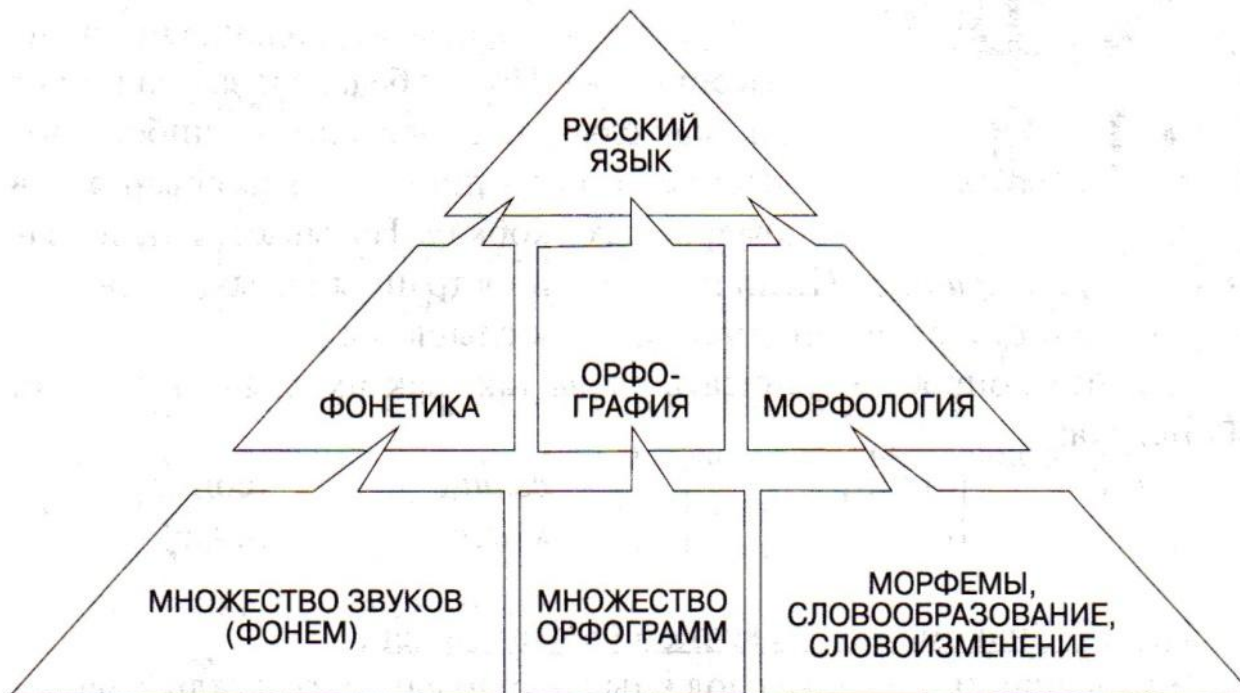 РУССКИЙ
ЯЗЫК
ФОНЕТИКА
ОРФО-
ГРАФИЯ
МОРФОЛОГИЯ
МНОЖЕСТВО ЗВУКОВ
(ФОНЕМ)
МНОЖЕСТВО
ОРФОГРАММ
МОРФЕМЫ,
СЛОВООБРАЗОВАНИЕ,
СЛОВОИЗМЕНЕНИЕ